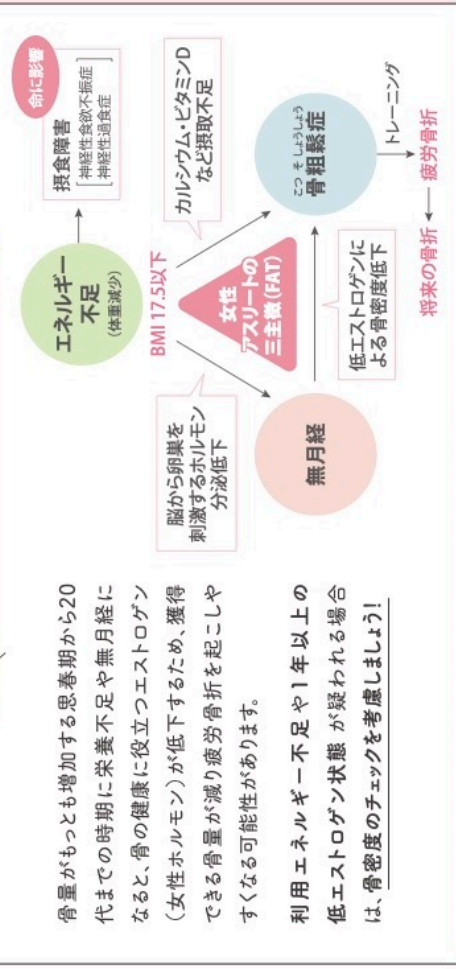 骨量がもっとも増加する思春期から20
代までの時期に栄養不足や無月経に
なると、骨の健康に役立つエストロゲン
(女性ホルモン)が低下するため、獲得
できる骨量が減り疲労骨折を起こしや
すくなる可能性があります。
利用エネルギー不足や1年以上の
低エストロゲン状態が疑われる場合
は、骨密度のチェックを考慮しましょう!
エネルギー
不足
(体重減少)
命に影響
摂食障害
神経性食欲不振症
神経性過食症
BMI 17.5以下
脳から卵巣を
刺激するホルモン
分泌低下
カルシウム・ビタミンD
など摂取不足
女性
アスリートの
三主徴(FAT)
無月経
こつ そ しょうしょう
骨粗鬆症
低エストロゲンに
よる骨密度低下
トレーニング
将来の骨折
疲労骨折